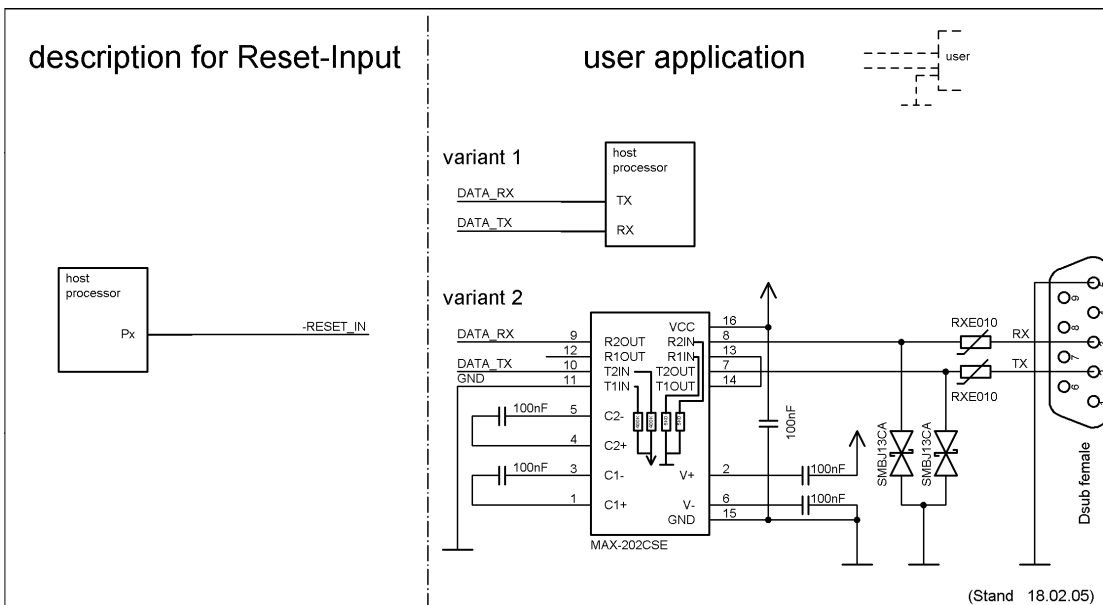 description for Reset-Input
host
processor
Px
-RESET_IN
user application
user
variant 1
DATA_RX
DATA_TX
host
processor
TX
RX
variant 2
DATA_RX
DATA_TX
GND
9
12
10
11
5
4
3
1
100nF
100nF
R2OUT
R1OUT
T2IN
T1IN
C2-
C2+
C1-
C1+
VCC
R2IN
R1IN
T2OUT
T1OUT
V+
V-
GND
16
8
13
7
14
2
6
15
MAX-202CSE
100nF
100nF
100nF
RXE010
RX
TX
RXE010
SMBJ13CA
SMBJ13CA
9
8
7
6
Dsub female
(Stand 18.02.05)